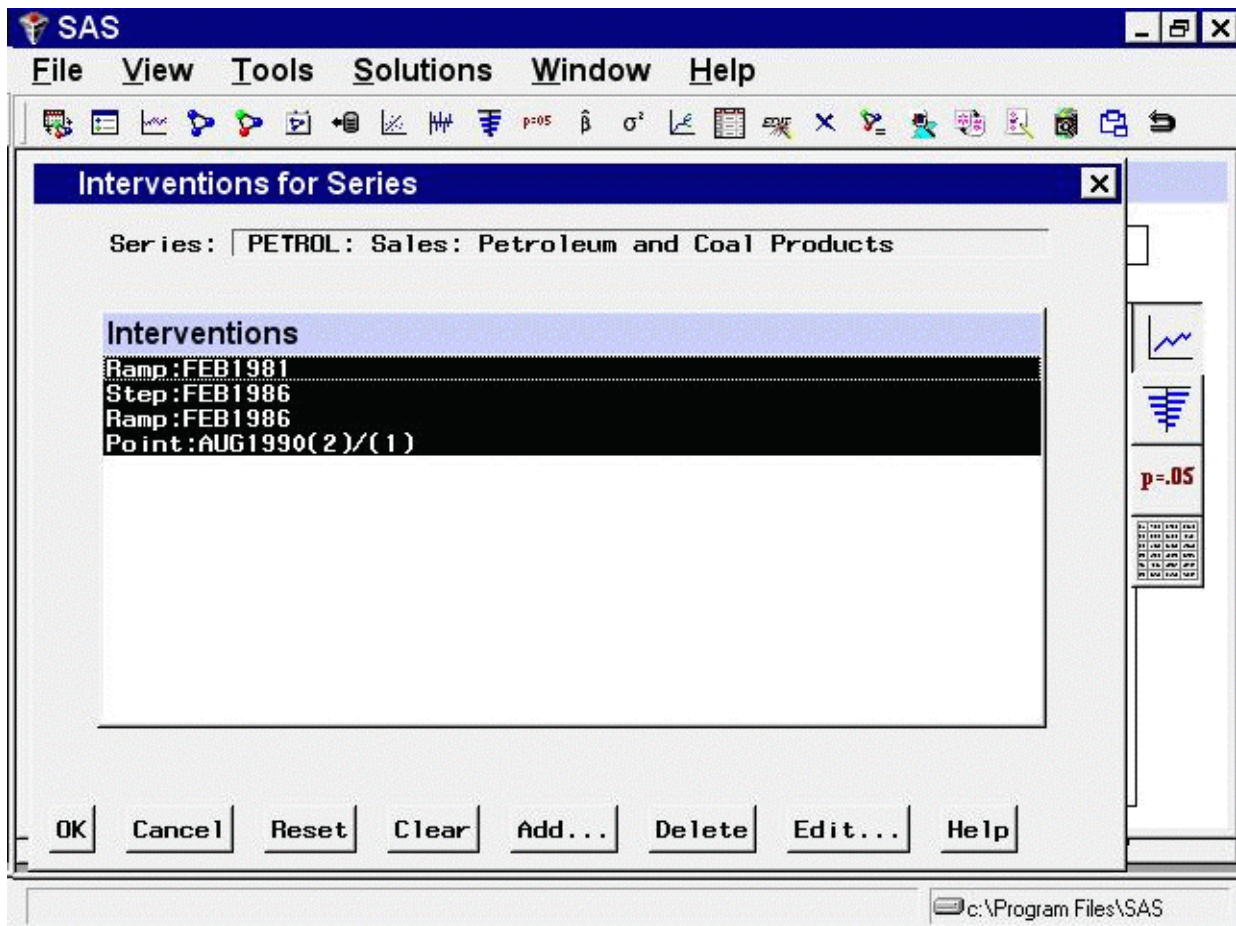 SAS
File View Tools Solutions Window Help
p=05 β̂ σ²
Interventions for Series
Series: PETROL: Sales: Petroleum and Coal Products
Interventions
Ramp:FEB1981
Step:FEB1986
Ramp:FEB1986
Point:AUG1990(2)/(1)
p=.05
OK Cancel Reset Clear Add... Delete Edit... Help
c:\Program Files\SAS